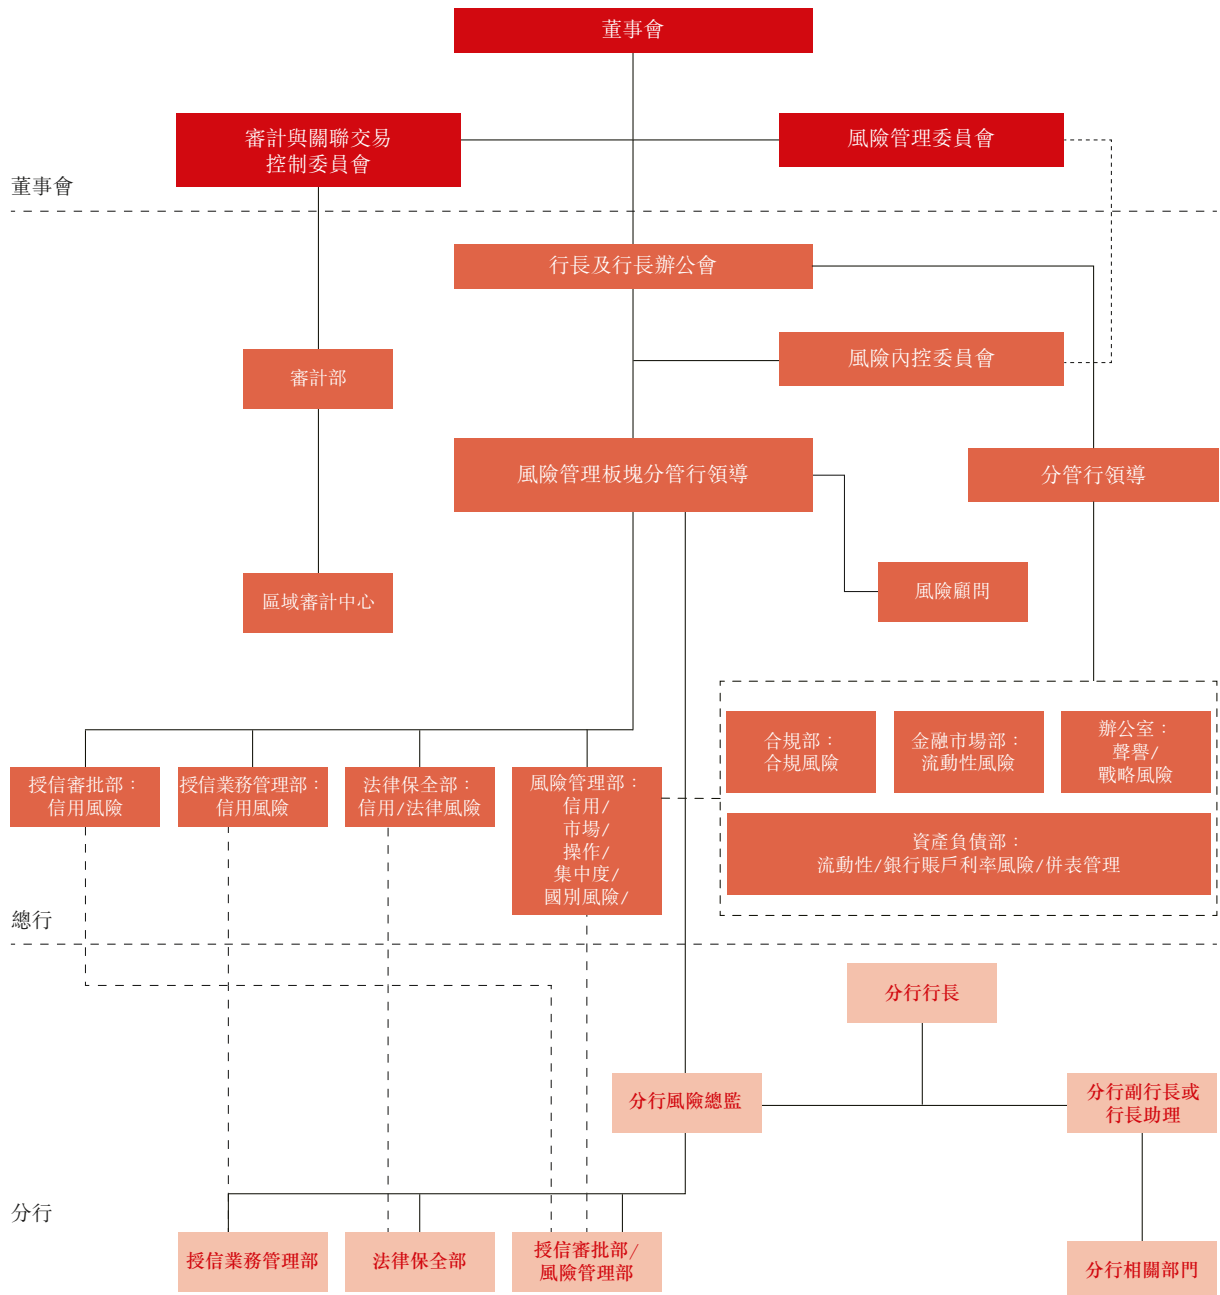 董事會
審計與關聯交易
控制委員會
風險管理委員會
董事會
行長及行長辦公會
風險內控委員會
審計部
風險管理板塊分管行領導
分管行領導
風險顧問
區域審計中心
合規部：
合規風險
金融市場部：
流動性風險
辦公室：
聲譽/
戰略風險
授信審批部：
信用風險
授信業務管理部：
信用風險
法律保全部：
信用/法律風險
風險管理部：
信用/
市場/
操作/
集中度/
國別風險/
資產負債部：
流動性/銀行賬戶利率風險/併表管理
總行
分行行長
分行風險總監
分行副行長或
行長助理
分行
授信業務管理部
法律保全部
授信審批部/
風險管理部
分行相關部門